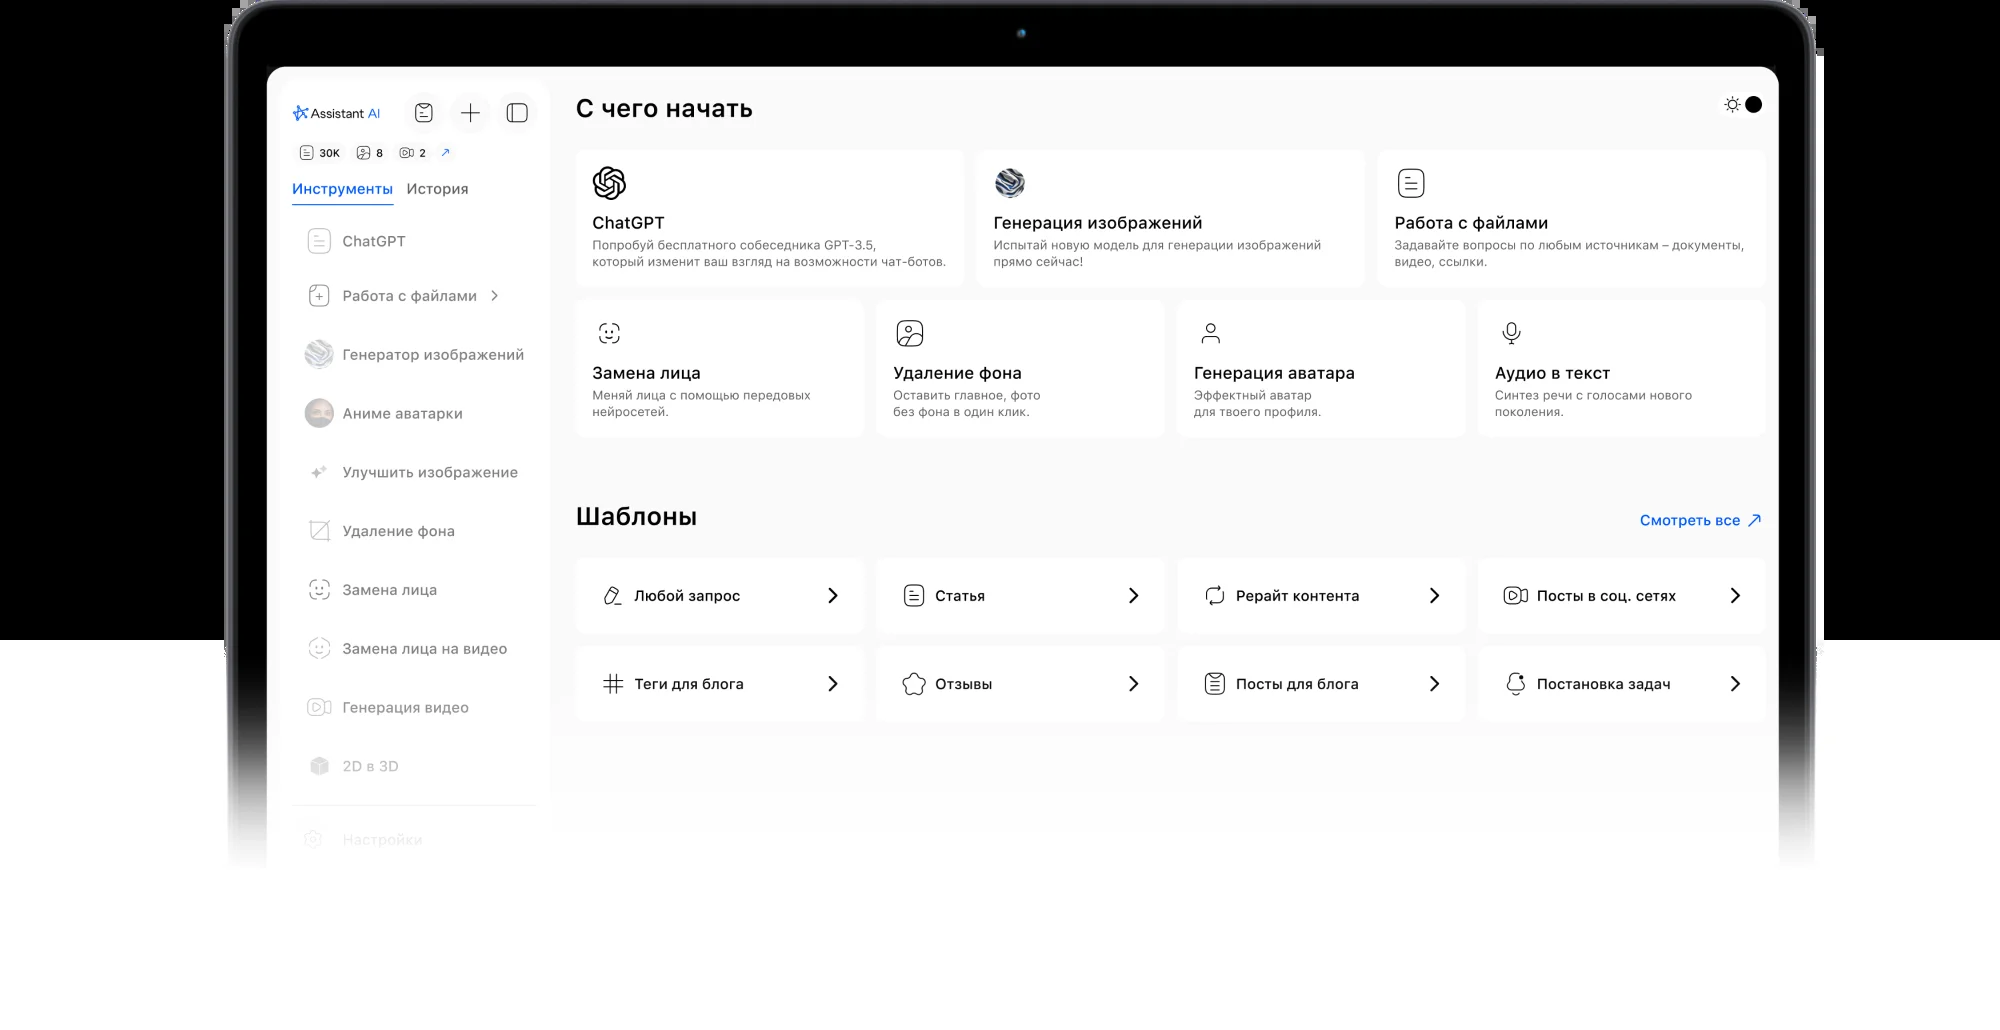 Assistant AI
30K 8 2
Инструменты История
ChatGPT
Работа с файлами
Генератор изображений
Аниме аватарки
Улучшить изображение
Удаление фона
Замена лица
Замена лица на видео
Генерация видео
2D в 3D
Настройки
С чего начать
ChatGPT
Попробуй бесплатного собеседника GPT-3.5,
который изменит ваш взгляд на возможности чат-ботов.
Генерация изображений
Испытай новую модель для генерации изображений
прямо сейчас!
Работа с файлами
Задавайте вопросы по любым источникам – документы,
видео, ссылки.
Замена лица
Меняй лица с помощью передовых
нейросетей.
Удаление фона
Оставить главное, фото
без фона в один клик.
Генерация аватара
Эффектный аватар
для твоего профиля.
Аудио в текст
Синтез речи с голосами нового
поколения.
Шаблоны
Смотреть все
Любой запрос
Статья
Рерайт контента
Посты в соц. сетях
Теги для блога
Отзывы
Посты для блога
Постановка задач